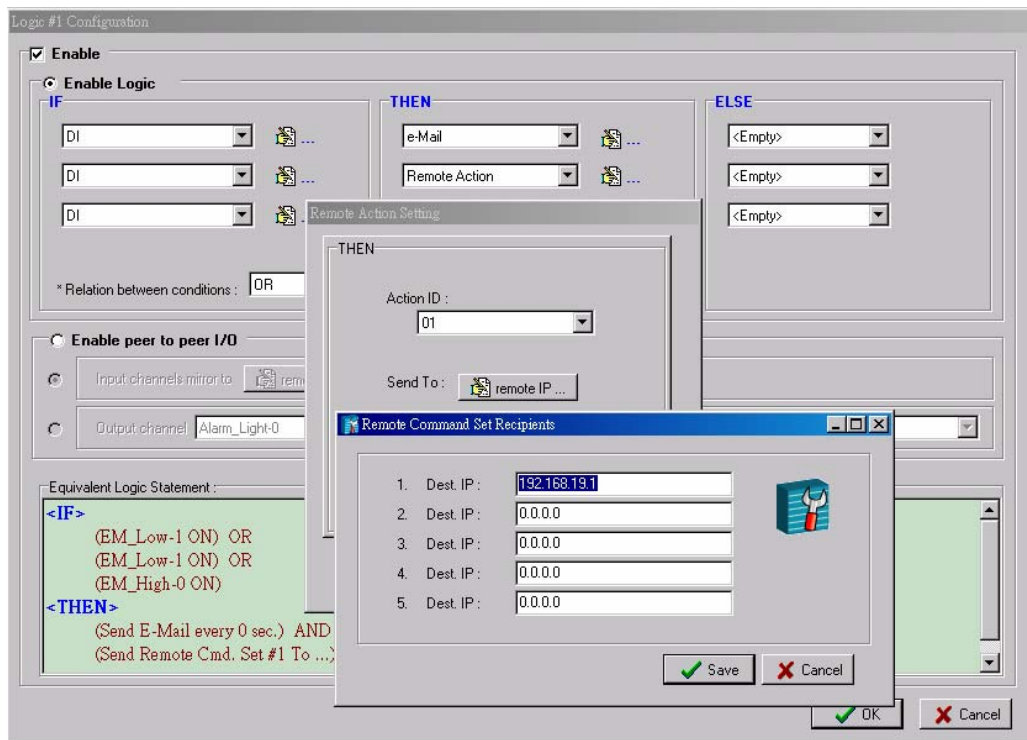 Logic #1 Configuration
Enable
Enable Logic
IF
THEN
ELSE
DI
...
e-Mail
...
<Empty>
DI
...
Remote Action
...
<Empty>
DI
<Empty>
* Relation between conditions :
OR
Remote Action Setting
THEN
Action ID :
01
Send To :
remote IP ...
Enable peer to peer I/O
Input channels mirror to
Output channel
Alarm_Light-0
Remote Command Set Recipients
1. Dest. IP : 192.168.19.1
2. Dest. IP : 0.0.0.0
3. Dest. IP : 0.0.0.0
4. Dest. IP : 0.0.0.0
5. Dest. IP : 0.0.0.0
Save
Cancel
Equivalent Logic Statement :
<IF>
(EM_Low-1 ON) OR
(EM_Low-1 ON) OR
(EM_High-0 ON)
<THEN>
(Send E-Mail every 0 sec.) AND
(Send Remote Cmd. Set #1 To ...)
OK
Cancel